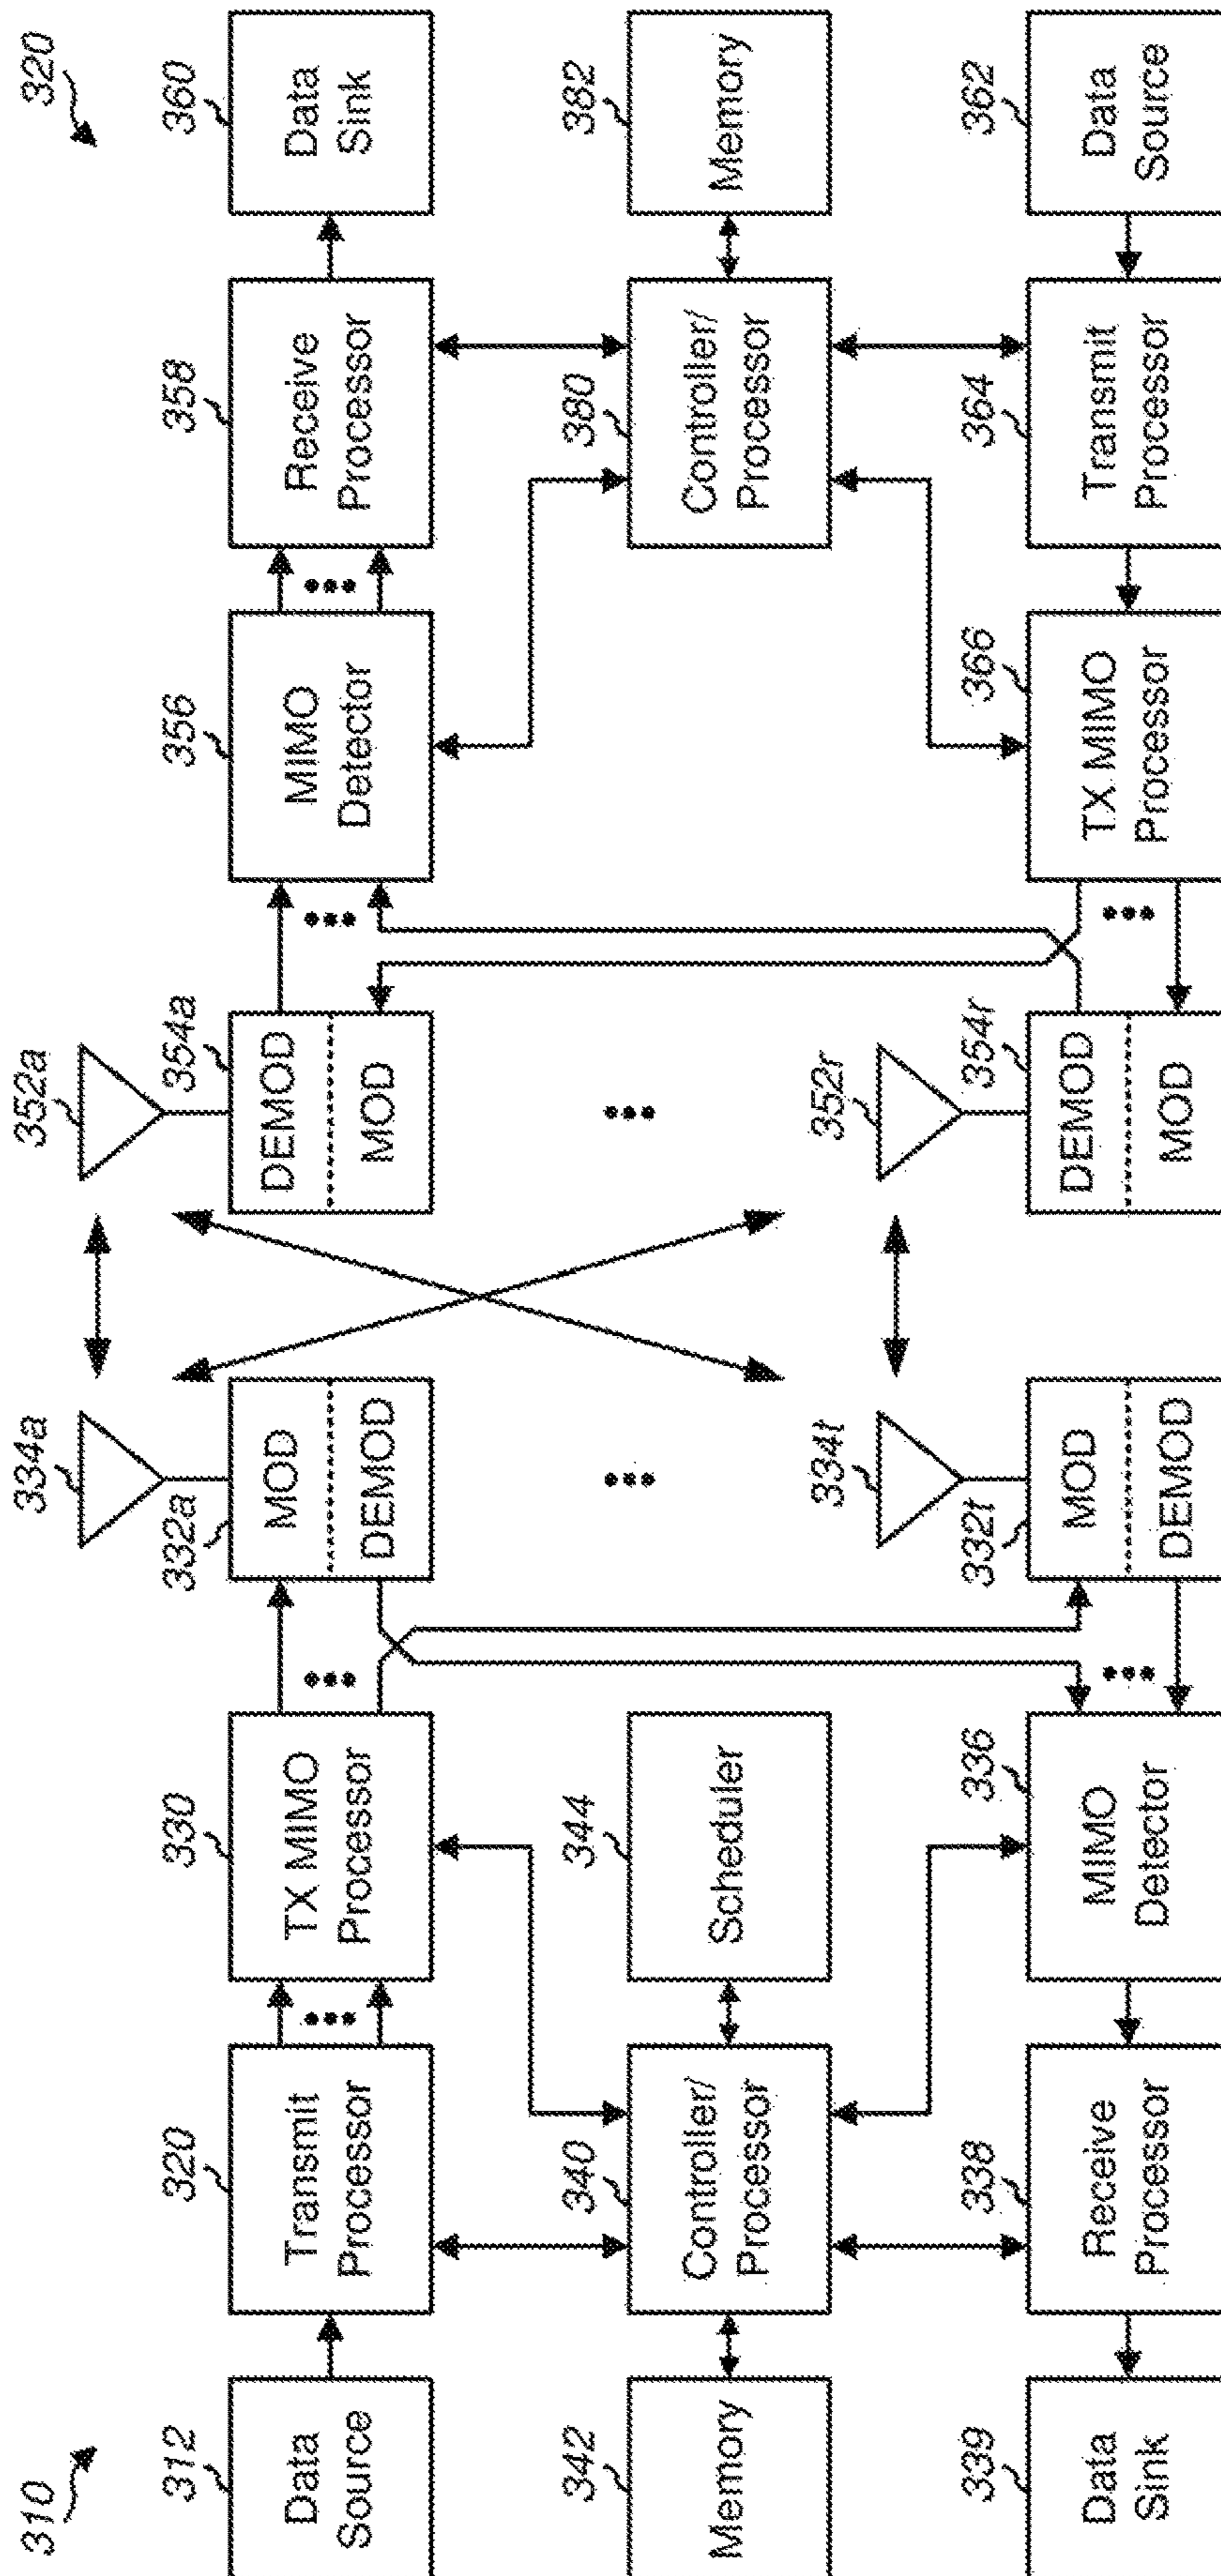 310
320
312
Data
Source
320
Transmit
Processor
330
TX MIMO
Processor
332a
MOD
DEMOD
334a
352a
354a
DEMOD
MOD
356
MIMO
Detector
358
Receive
Processor
360
Data
Sink
342
Memory
340
Controller/
Processor
344
Scheduler
380
Controller/
Processor
382
Memory
339
Data
Sink
338
Receive
Processor
336
MIMO
Detector
332t
MOD
DEMOD
334t
352r
354r
DEMOD
MOD
366
TX MIMO
Processor
364
Transmit
Processor
362
Data
Source